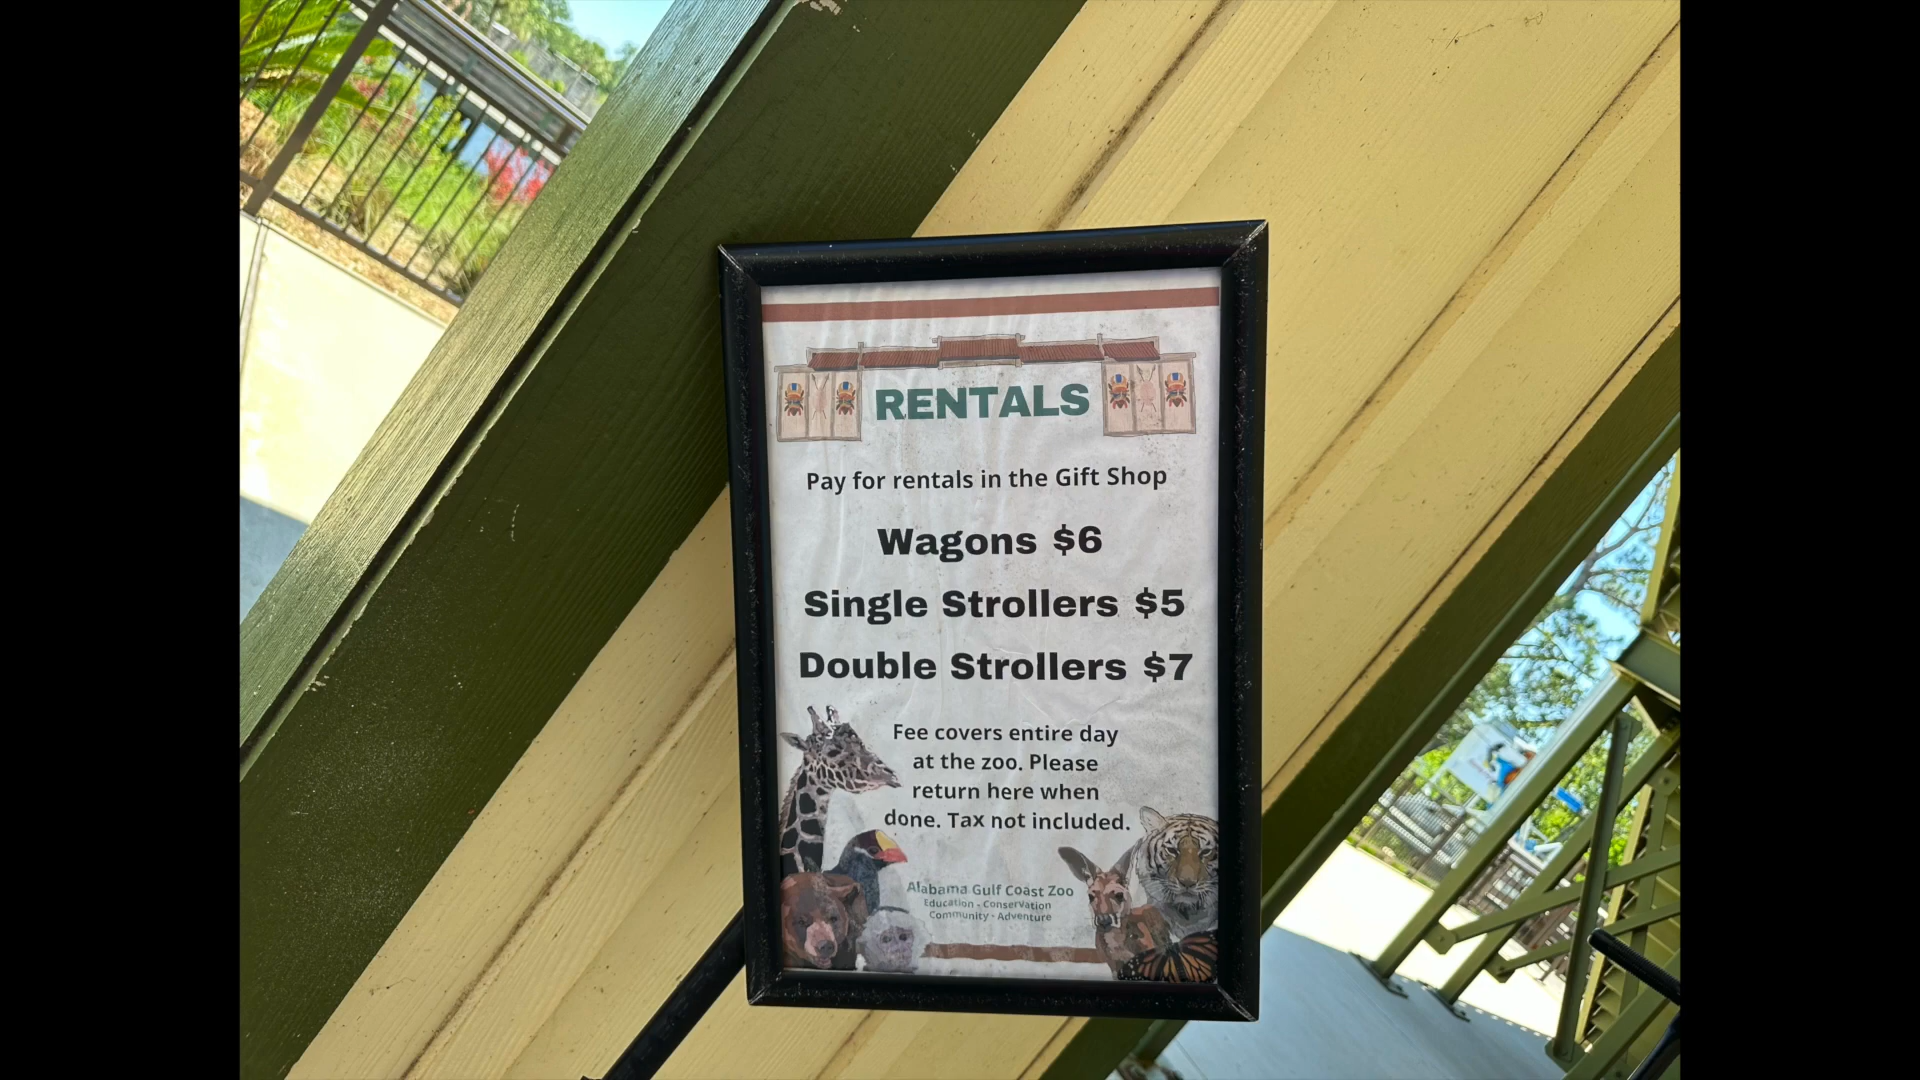 RENTALS
Pay for rentals in the Gift Shop
Wagons $6
Single Strollers $5
Double Strollers $7
Fee covers entire day
at the zoo. Please
return here when
done. Tax not included.
Alabama Gulf Coast Zoo
Education - Conservation
Community - Adventure